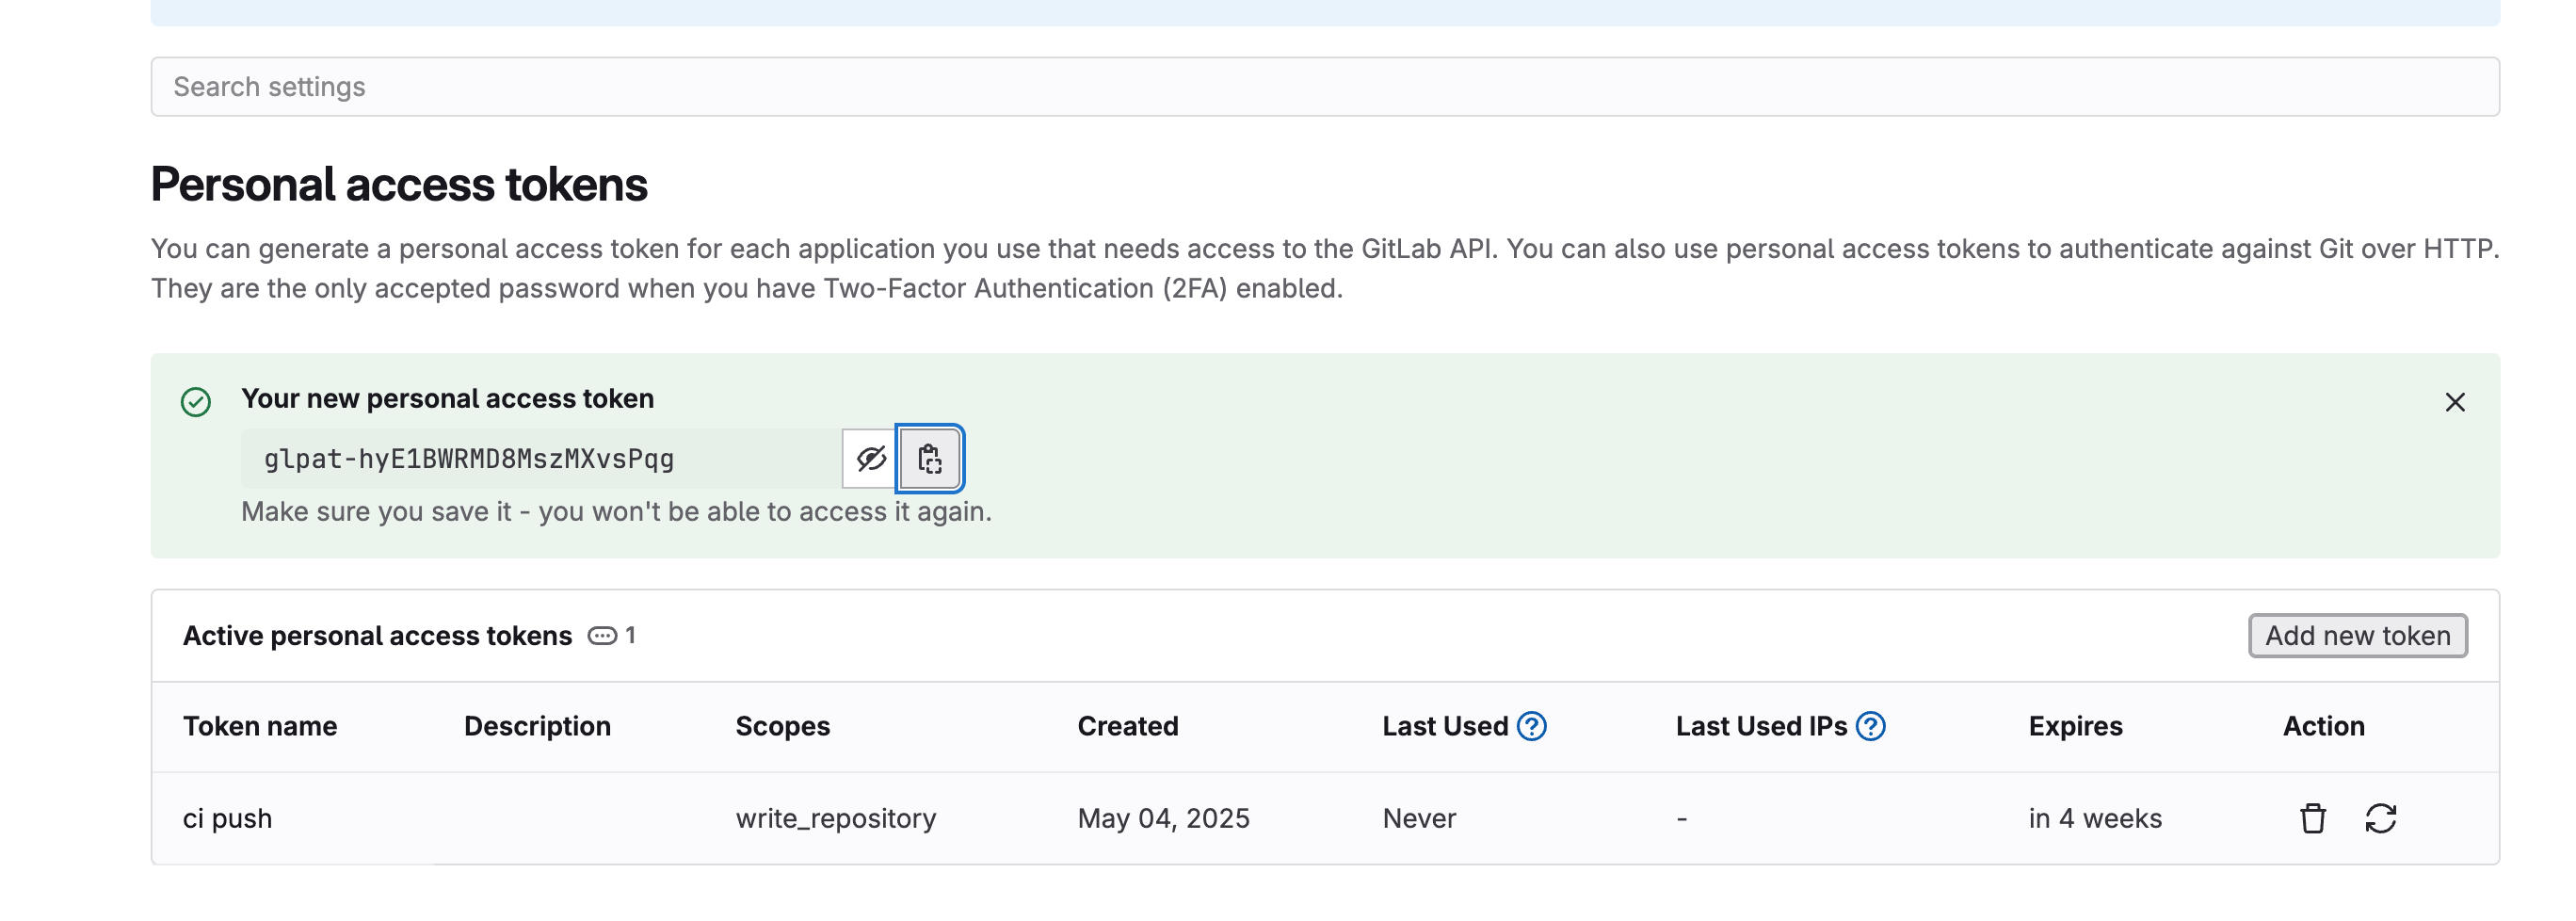 Search settings
Personal access tokens
You can generate a personal access token for each application you use that needs access to the GitLab API. You can also use personal access tokens to authenticate against Git over HTTP.
They are the only accepted password when you have Two-Factor Authentication (2FA) enabled.
Your new personal access token
glpat-hyE1BWRMD8MszMXvsPqg
Make sure you save it - you won't be able to access it again.
Active personal access tokens 1
Add new token
Token name Description Scopes Created Last Used Last Used IPs Expires Action
ci push write_repository May 04, 2025 Never - in 4 weeks